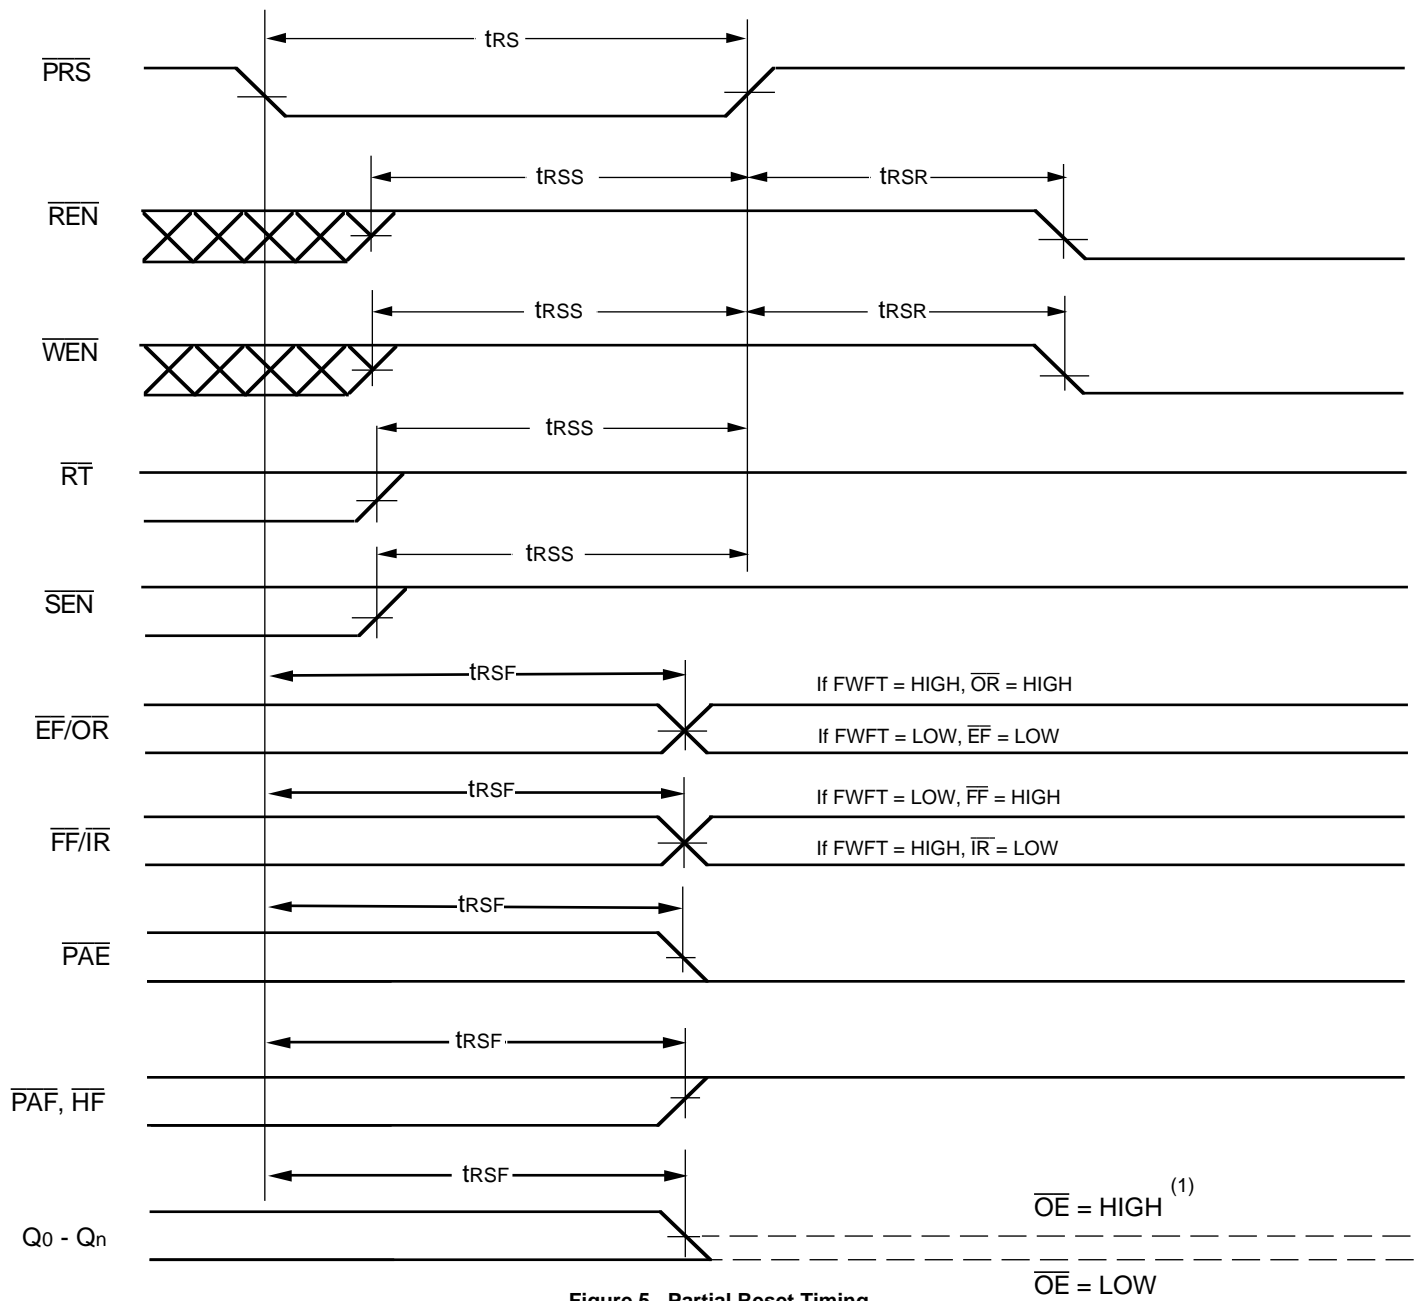 tRS
PRS
tRSS
tRSR
REN
tRSS
tRSR
WEN
tRSS
RT
tRSS
SEN
tRSF
If FWFT = HIGH, OR = HIGH
EF/OR
If FWFT = LOW, EF = LOW
tRSF
If FWFT = LOW, FF = HIGH
FF/IR
If FWFT = HIGH, IR = LOW
tRSF
PAE
tRSF
PAF, HF
tRSF
OE = HIGH (1)
Q0 - Qn
OE = LOW
Figure 5. Partial Reset Timing